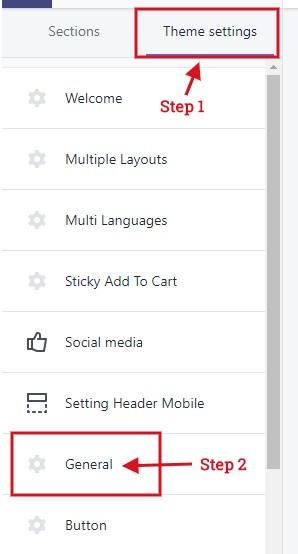 Sections
Theme settings
Step 1
Welcome
Multiple Layouts
Multi Languages
Sticky Add To Cart
Social media
Setting Header Mobile
General
Step 2
Button